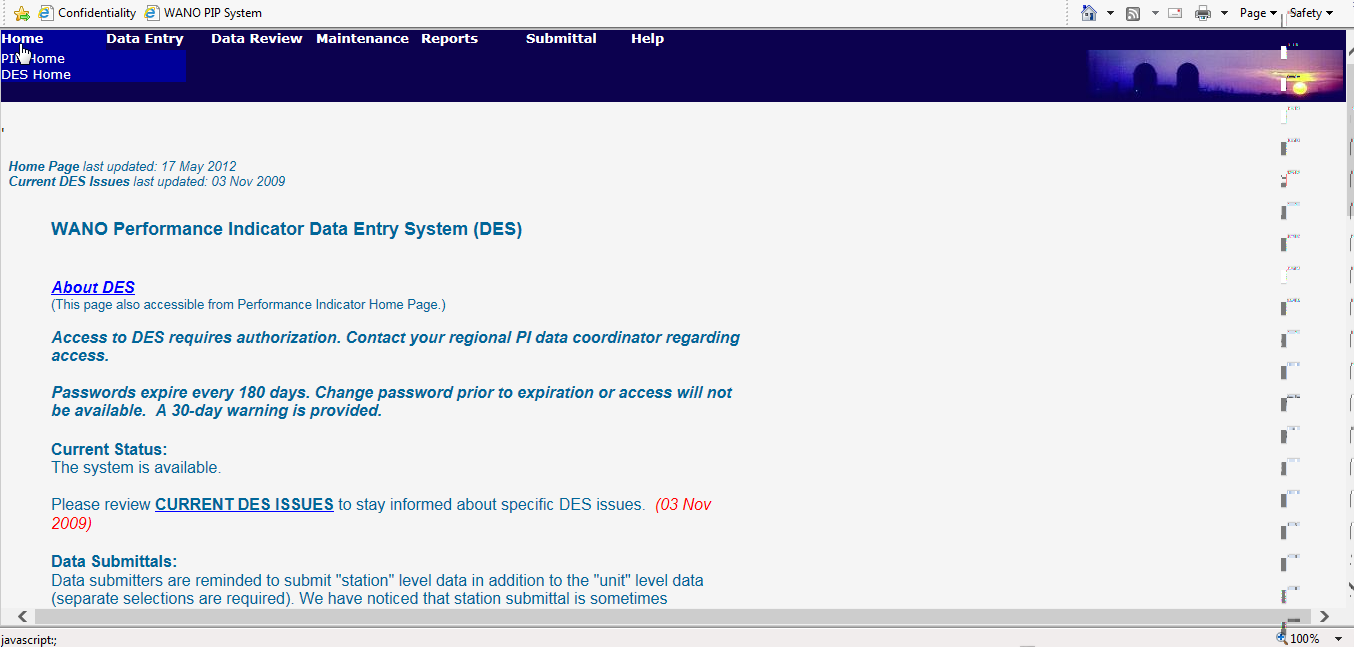 Confidentiality WANO PIP System Page Safety
Home Data Entry Data Review Maintenance Reports Submittal Help
Home
DES Home
Home Page last updated: 17 May 2012
Current DES Issues last updated: 03 Nov 2009
WANO Performance Indicator Data Entry System (DES)
About DES
(This page also accessible from Performance Indicator Home Page.)
Access to DES requires authorization. Contact your regional PI data coordinator regarding
access.
Passwords expire every 180 days. Change password prior to expiration or access will not
be available. A 30-day warning is provided.
Current Status:
The system is available.
Please review CURRENT DES ISSUES to stay informed about specific DES issues. (03 Nov
2009)
Data Submittals:
Data submitters are reminded to submit "station" level data in addition to the "unit" level data
(separate selections are required). We have noticed that station submittal is sometimes
javascript:; 100%